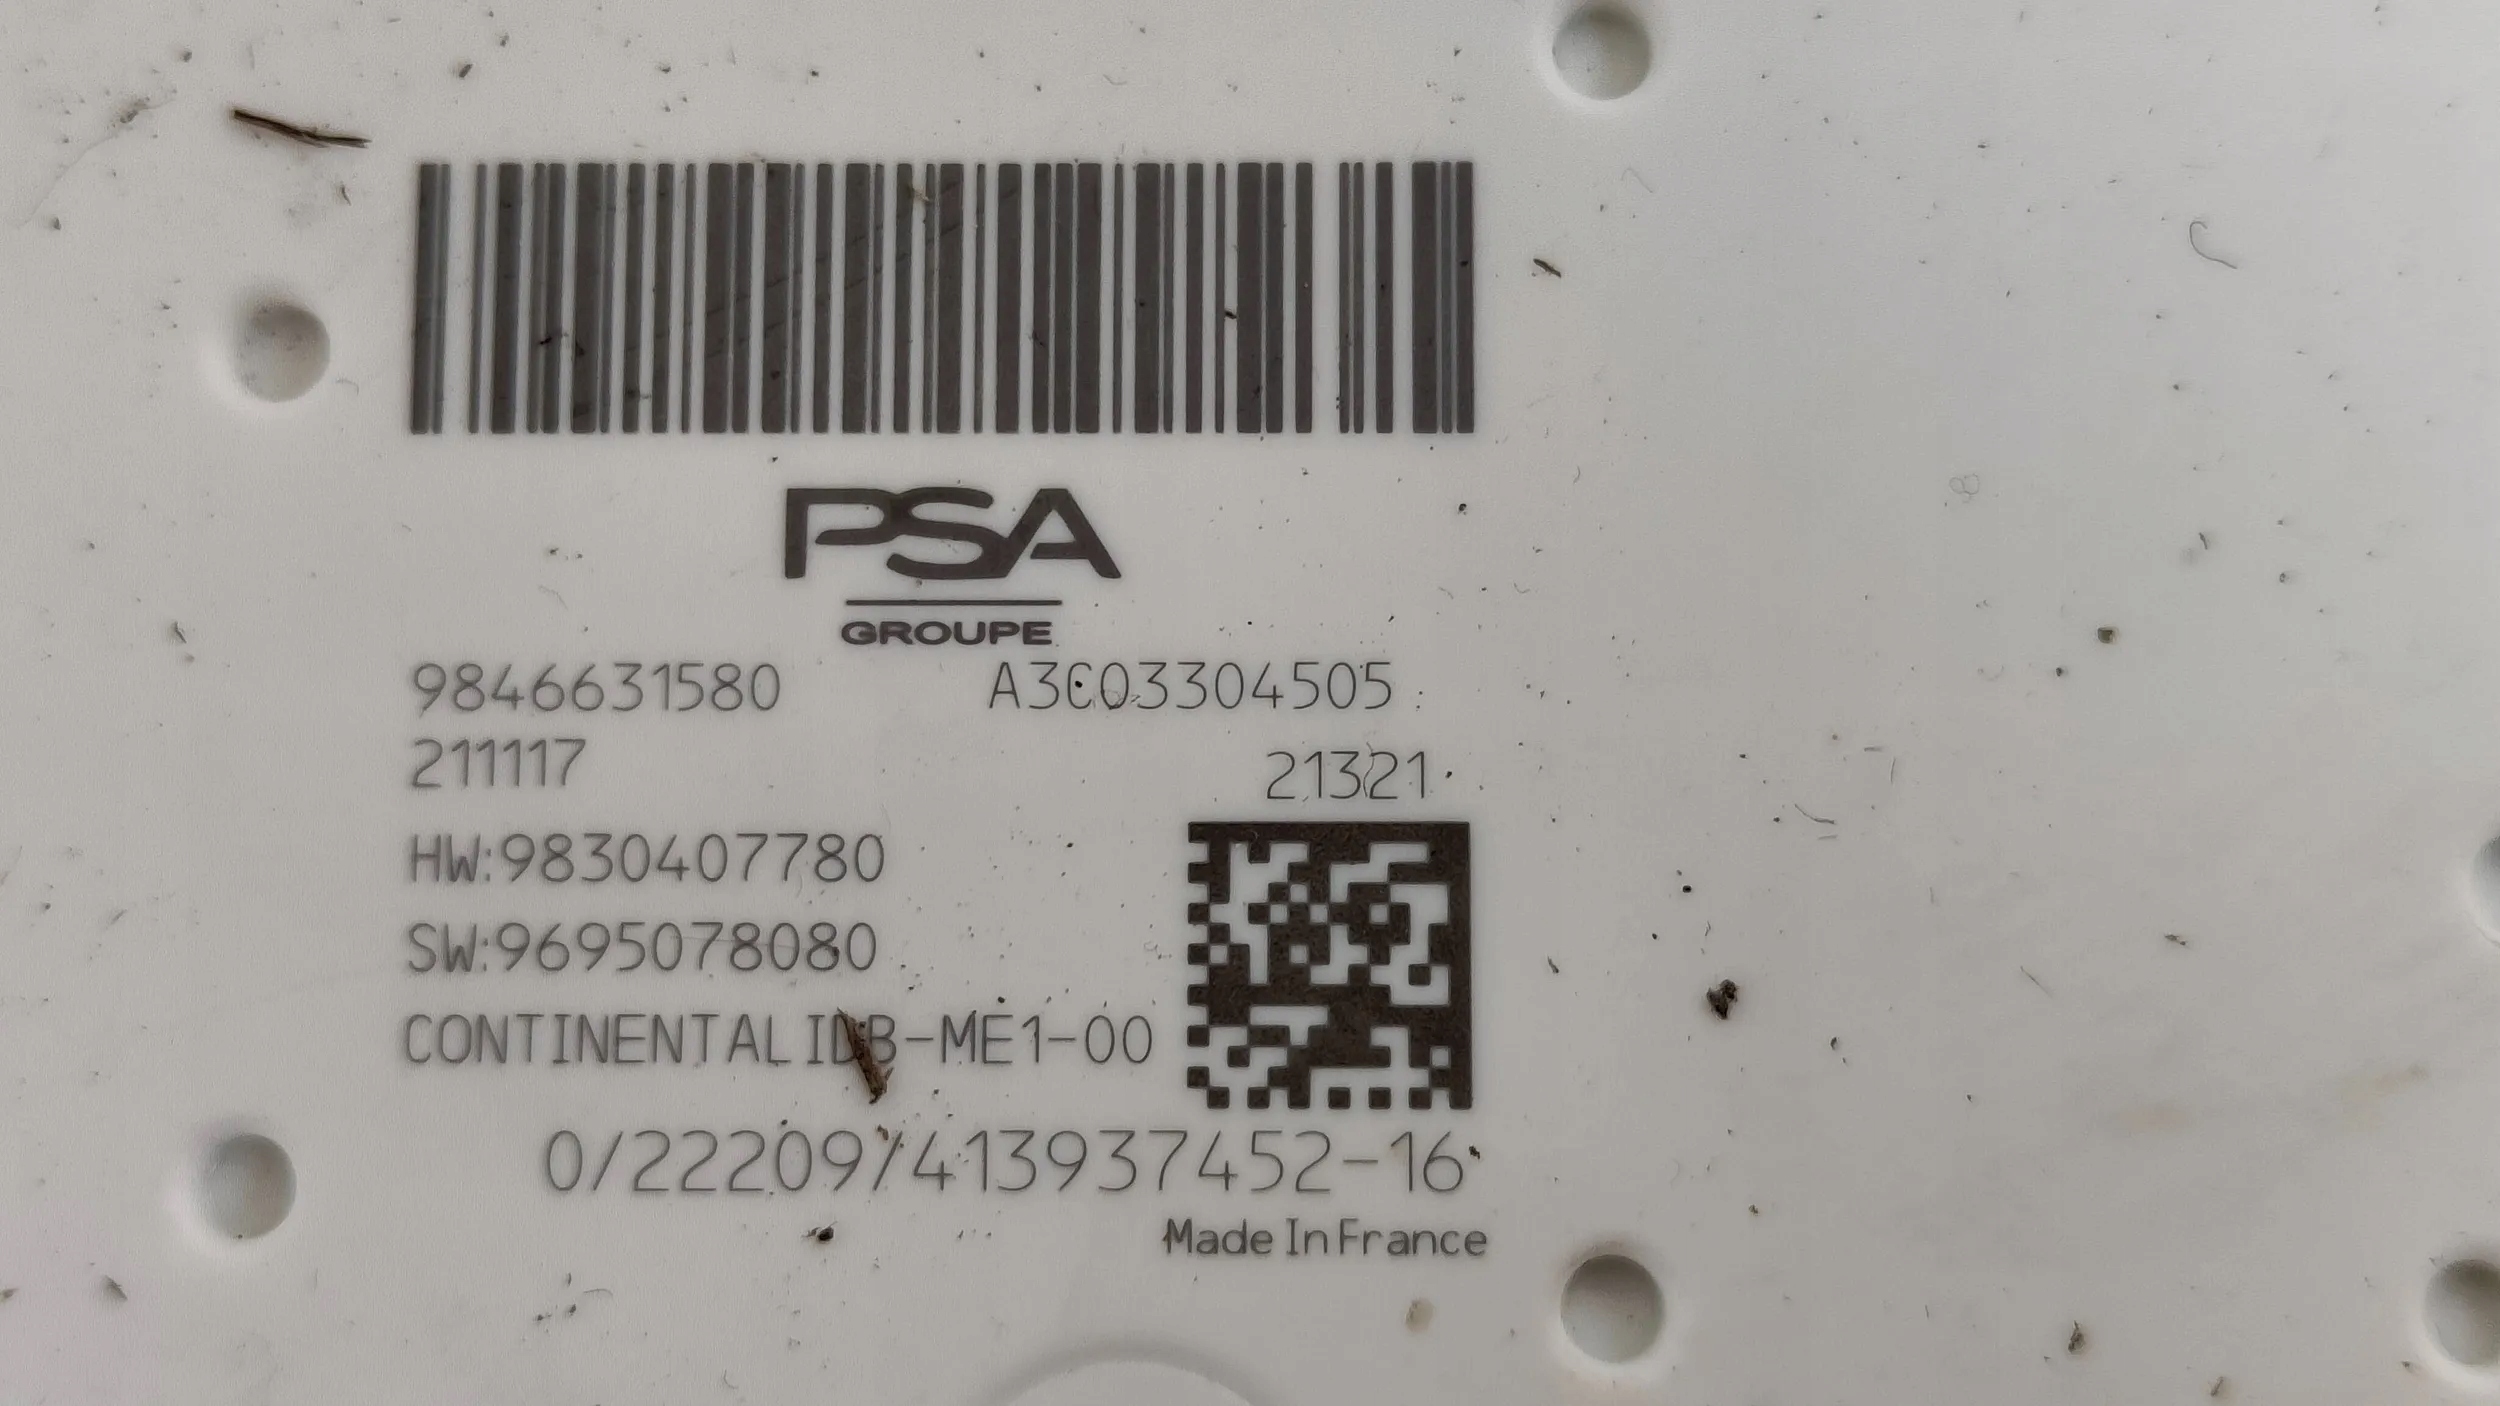 PSA
GROUPE
9846631580 A3C03304505
211117 21321
HW:9830407780
SW:9695078080
CONTINENTAL IDB-ME1-00
0/22209/413937452-16
Made In France